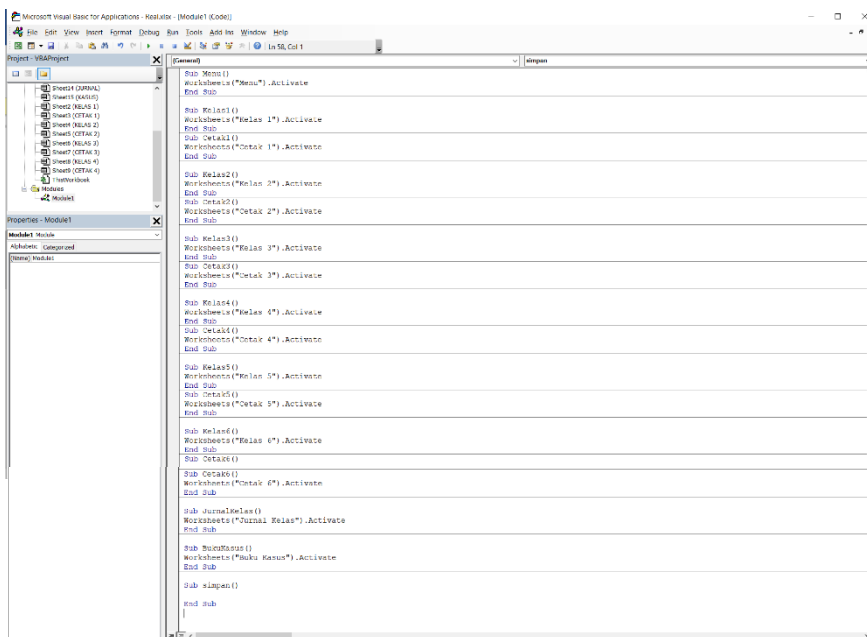 Microsoft Visual Basic for Applications - Real.xlsx - [Module1 (Code)]
File Edit View Insert Format Debug Run Tools Add-Ins Window Help
Ln 58, Col 1
Project - VBAProject
(General)
simpan
Sheet14 (JURNAL)
Sheet15 (KASUS)
Sheet2 (KELAS 1)
Sheet3 (CETAK 1)
Sheet4 (KELAS 2)
Sheet5 (CETAK 2)
Sheet6 (KELAS 3)
Sheet7 (CETAK 3)
Sheet8 (KELAS 4)
Sheet9 (CETAK 4)
ThisWorkbook
Modules
Module1
Properties - Module1
Module1 Module
Alphabetic Categorized
(Name) Module1
Sub Menu()
Worksheets("Menu").Activate
End Sub
Sub Kelas1()
Worksheets("Kelas 1").Activate
End Sub
Sub Cetak1()
Worksheets("Cetak 1").Activate
End Sub
Sub Kelas2()
Worksheets("Kelas 2").Activate
End Sub
Sub Cetak2()
Worksheets("Cetak 2").Activate
End Sub
Sub Kelas3()
Worksheets("Kelas 3").Activate
End Sub
Sub Cetak3()
Worksheets("Cetak 3").Activate
End Sub
Sub Kelas4()
Worksheets("Kelas 4").Activate
End Sub
Sub Cetak4()
Worksheets("Cetak 4").Activate
End Sub
Sub Kelas5()
Worksheets("Kelas 5").Activate
End Sub
Sub Cetak5()
Worksheets("Cetak 5").Activate
End Sub
Sub Kelas6()
Worksheets("Kelas 6").Activate
End Sub
Sub Cetak6()
Sub Cetak6()
Worksheets("Cetak 6").Activate
End Sub
Sub JurnalKelas()
Worksheets("Jurnal Kelas").Activate
End Sub
Sub BukuKasus()
Worksheets("Buku Kasus").Activate
End Sub
Sub simpan()
End Sub